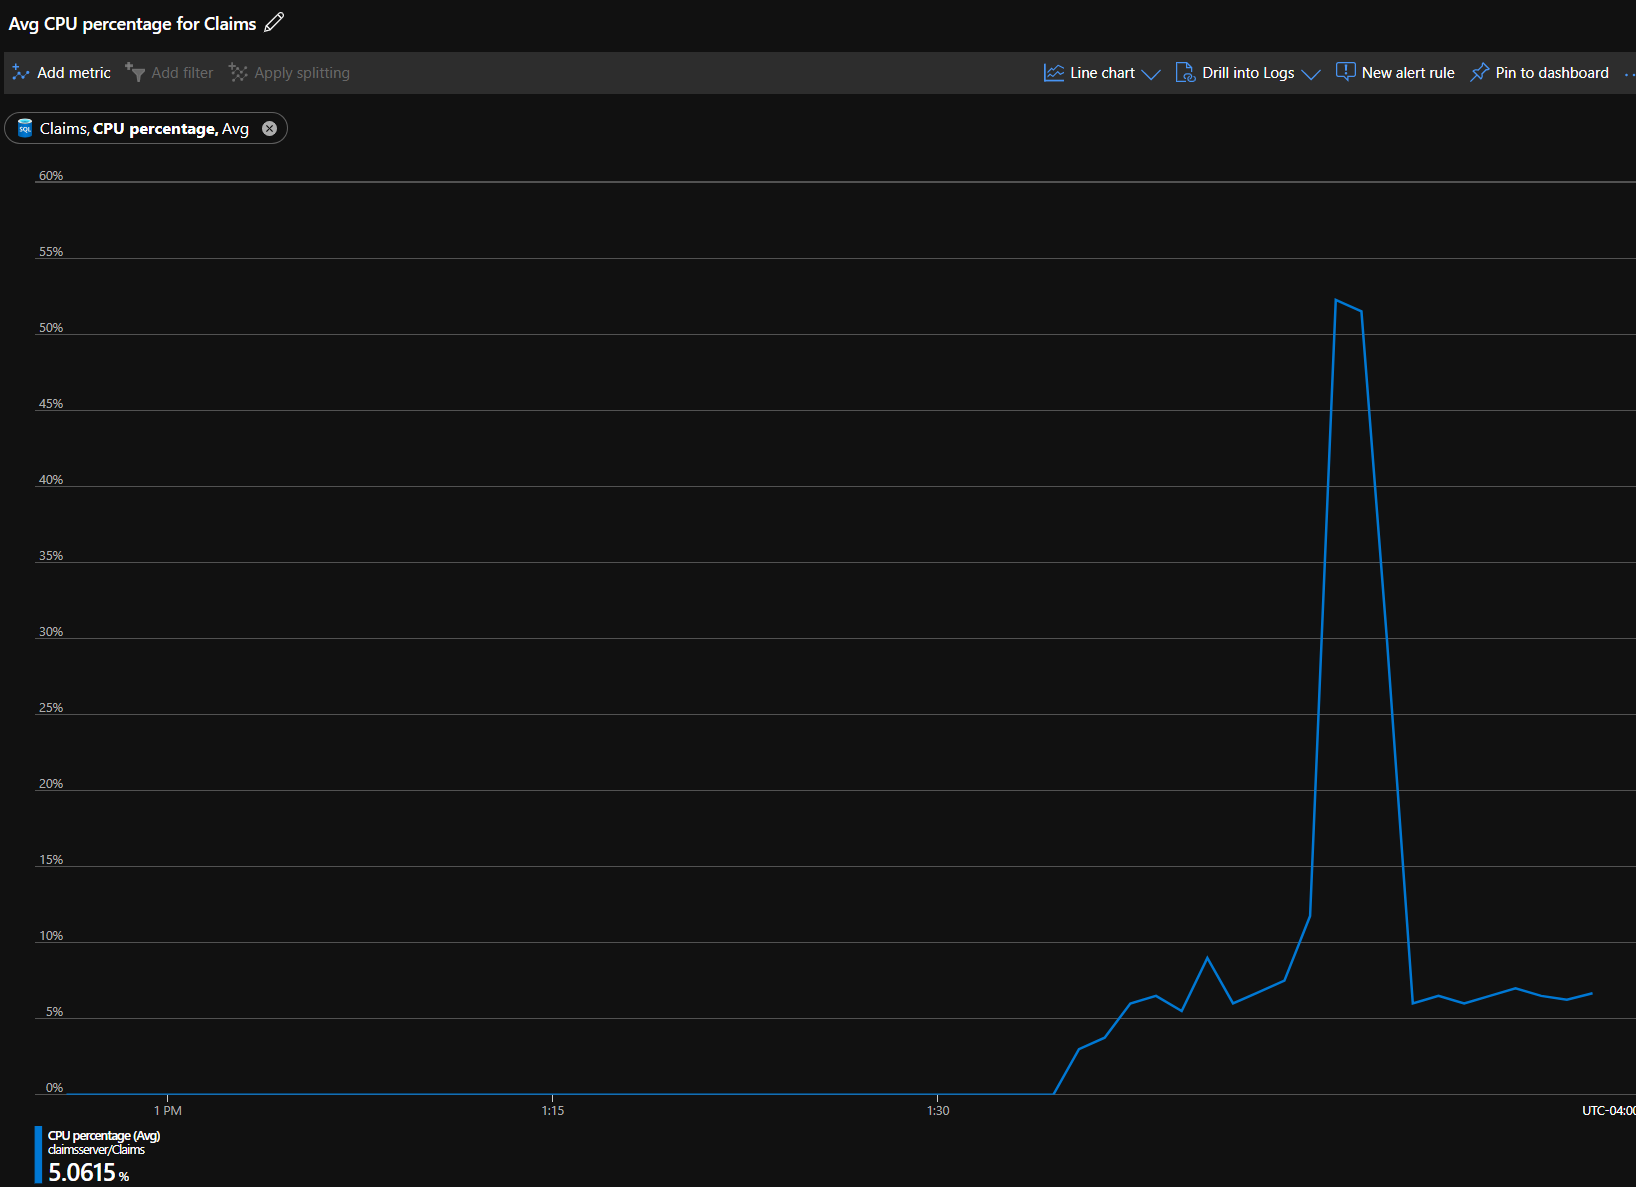 Avg CPU percentage for Claims
Add metric Add filter Apply splitting Line chart Drill into Logs New alert rule Pin to dashboard ...
SQL Claims, CPU percentage, Avg
60%
55%
50%
45%
40%
35%
30%
25%
20%
15%
10%
5%
0%
1 PM 1:15 1:30 UTC-04:00
CPU percentage (Avg)
claimsserver/Claims
5.0615 %